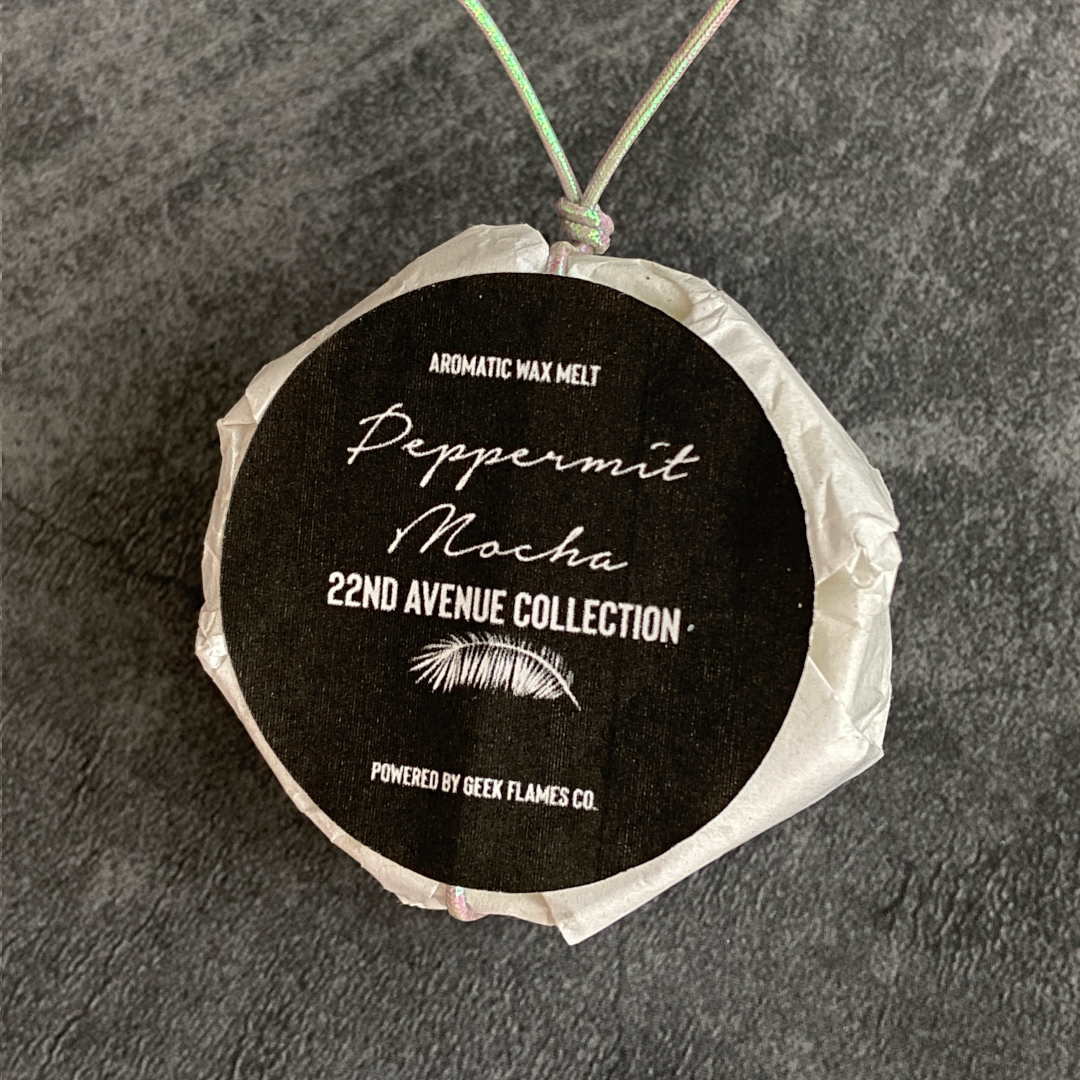 AROMATIC WAX MELT
Peppermit
Mocha
22ND AVENUE COLLECTION
POWERED BY GEEK FLAMES CO.